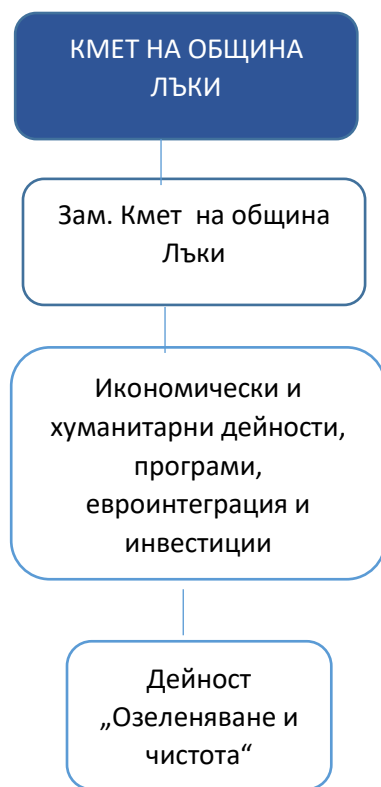 КМЕТ НА ОБЩИНА
ЛЪКИ
Зам. Кмет на община
Лъки
Икономически и
хуманитарни дейности,
програми,
евроинтеграция и
инвестиции
Дейност
„Озеленяване и
чистота“